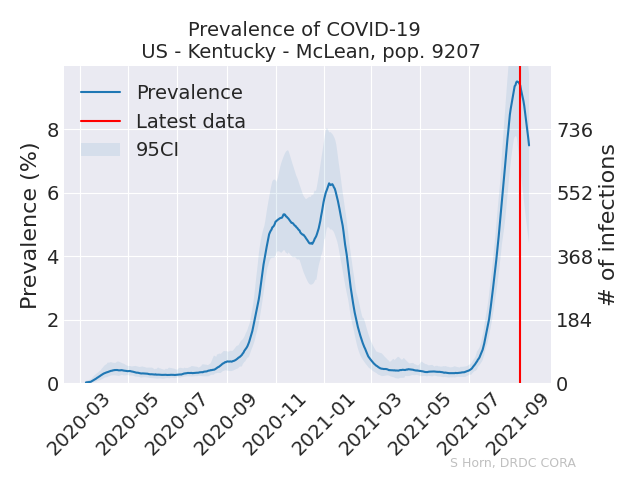 Prevalence of COVID-19
US - Kentucky - McLean, pop. 9207
Prevalence
Latest data
95CI
Prevalence (%)
8
6
4
2
0
736
552
368
184
0
# of infections
2020-03
2020-05
2020-07
2020-09
2020-11
2021-01
2021-03
2021-05
2021-07
2021-09
S Horn, DRDC CORA